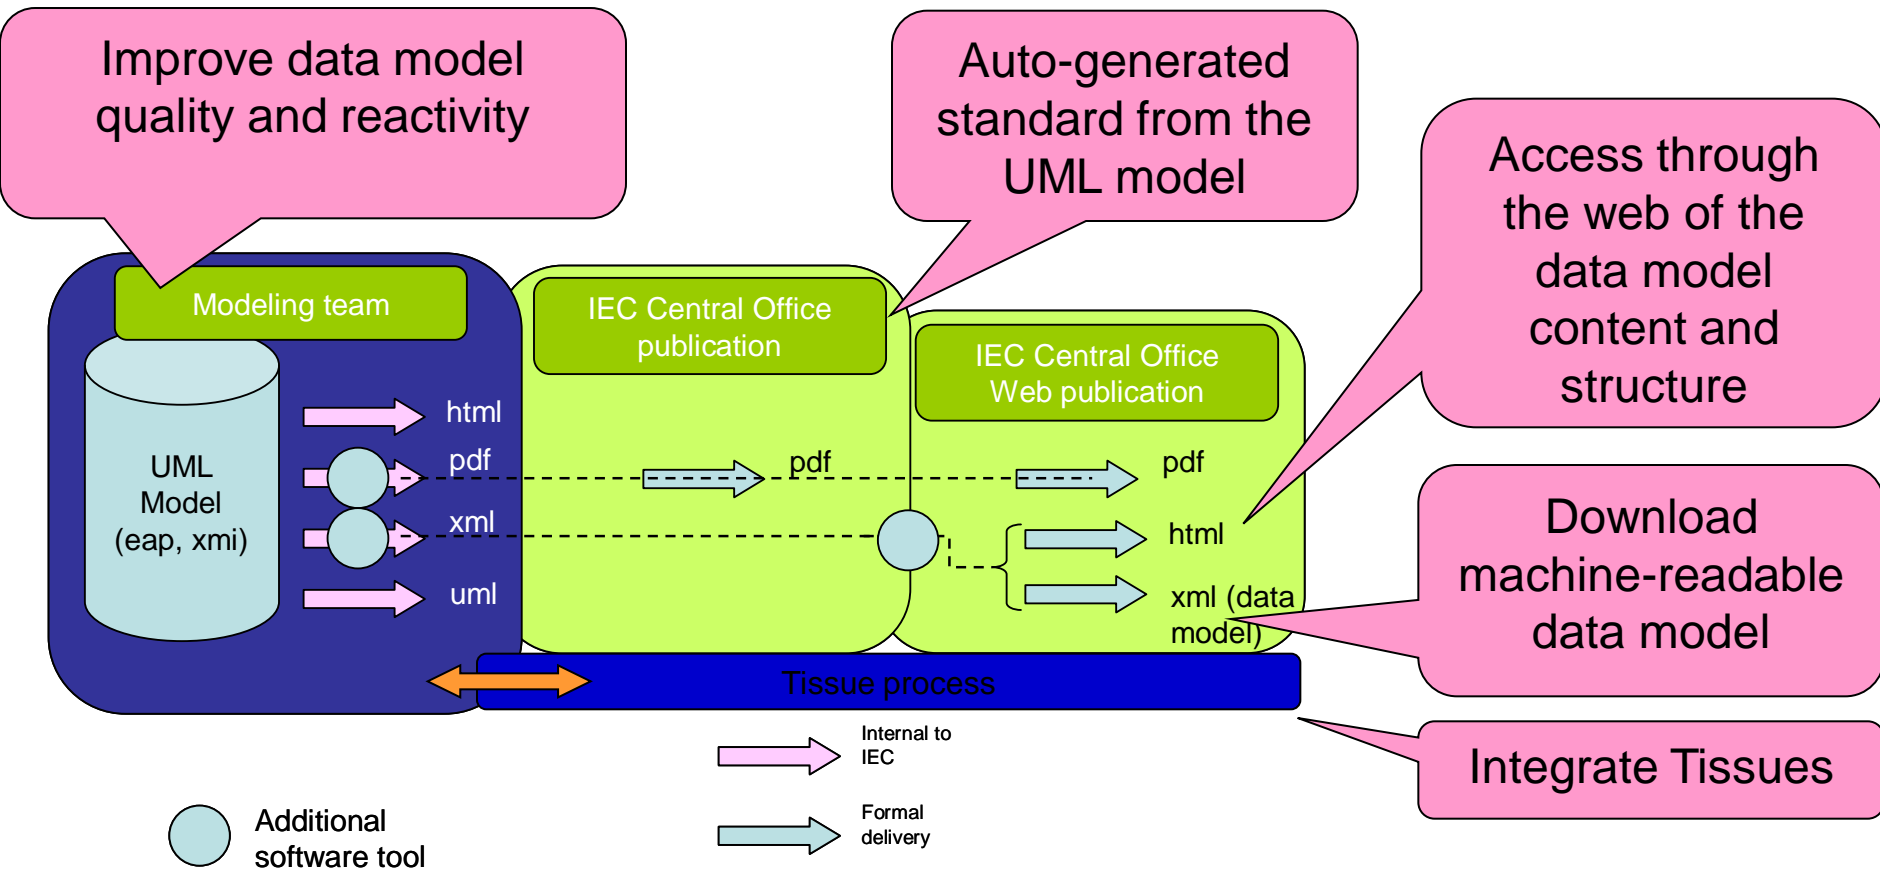 Improve data model
quality and reactivity
Auto-generated
standard from the
UML model
Access through
the web of the
data model
content and
structure
Modeling team
IEC Central Office
publication
IEC Central Office
Web publication
UML
Model
(eap, xmi)
html
pdf
xml
uml
pdf
pdf
html
xml (data
model)
Download
machine-readable
data model
Tissue process
Integrate Tissues
Internal to
IEC
Formal
delivery
Additional
software tool